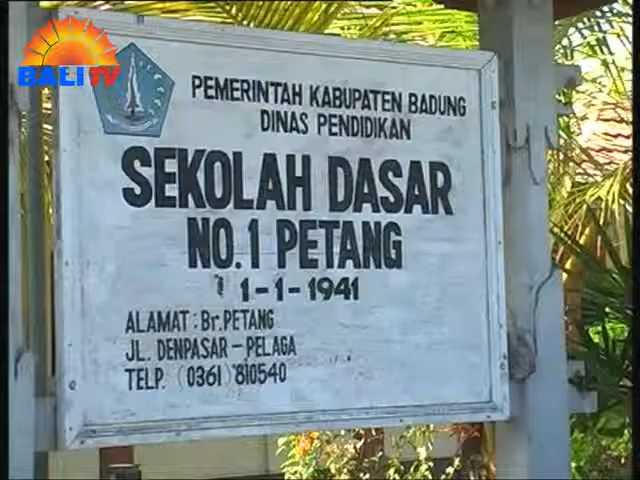 BALI TV
PEMERINTAH KABUPATEN BADUNG
DINAS PENDIDIKAN
SEKOLAH DASAR
NO.1 PETANG
1-1-1941
ALAMAT : Br.PETANG
JL. DENPASAR - PELAGA
TELP. (0361) 810540